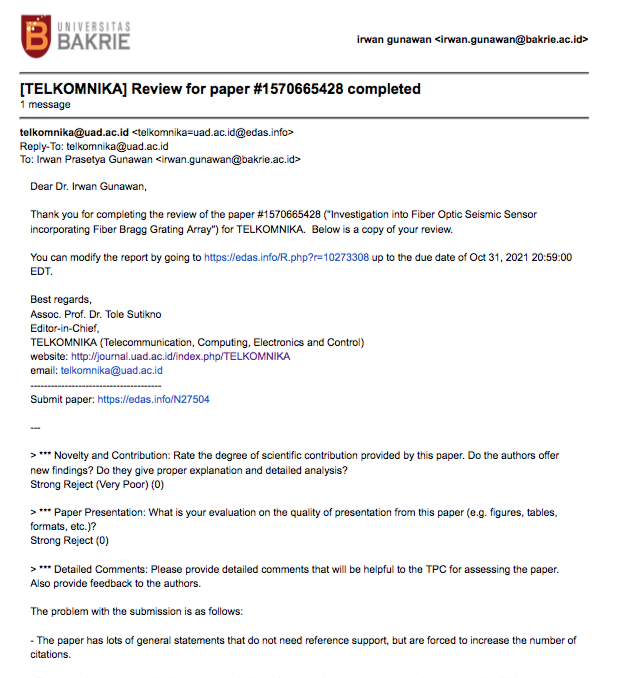 UNIVERSITAS
BAKRIE
irwan gunawan <irwan.gunawan@bakrie.ac.id>
[TELKOMNIKA] Review for paper #1570665428 completed
1 message
telkomnika@uad.ac.id <telkomnika=uad.ac.id@edas.info>
Reply-To: telkomnika@uad.ac.id
To: Irwan Prasetya Gunawan <irwan.gunawan@bakrie.ac.id>
Dear Dr. Irwan Gunawan,
Thank you for completing the review of the paper #1570665428 ("Investigation into Fiber Optic Seismic Sensor
incorporating Fiber Bragg Grating Array") for TELKOMNIKA.  Below is a copy of your review.
You can modify the report by going to https://edas.info/R.php?r=10273308 up to the due date of Oct 31, 2021 20:59:00
EDT.
Best regards,
Assoc. Prof. Dr. Tole Sutikno
Editor-in-Chief,
TELKOMNIKA (Telecommunication, Computing, Electronics and Control)
website: http://journal.uad.ac.id/index.php/TELKOMNIKA
email: telkomnika@uad.ac.id
---------------------------------------
Submit paper: https://edas.info/N27504
---
> *** Novelty and Contribution: Rate the degree of scientific contribution provided by this paper. Do the authors offer
new findings? Do they give proper explanation and detailed analysis?
Strong Reject (Very Poor) (0)
> *** Paper Presentation: What is your evaluation on the quality of presentation from this paper (e.g. figures, tables,
formats, etc.)?
Strong Reject (0)
> *** Detailed Comments: Please provide detailed comments that will be helpful to the TPC for assessing the paper.
Also provide feedback to the authors.
The problem with the submission is as follows:
- The paper has lots of general statements that do not need reference support, but are forced to increase the number of
citations.